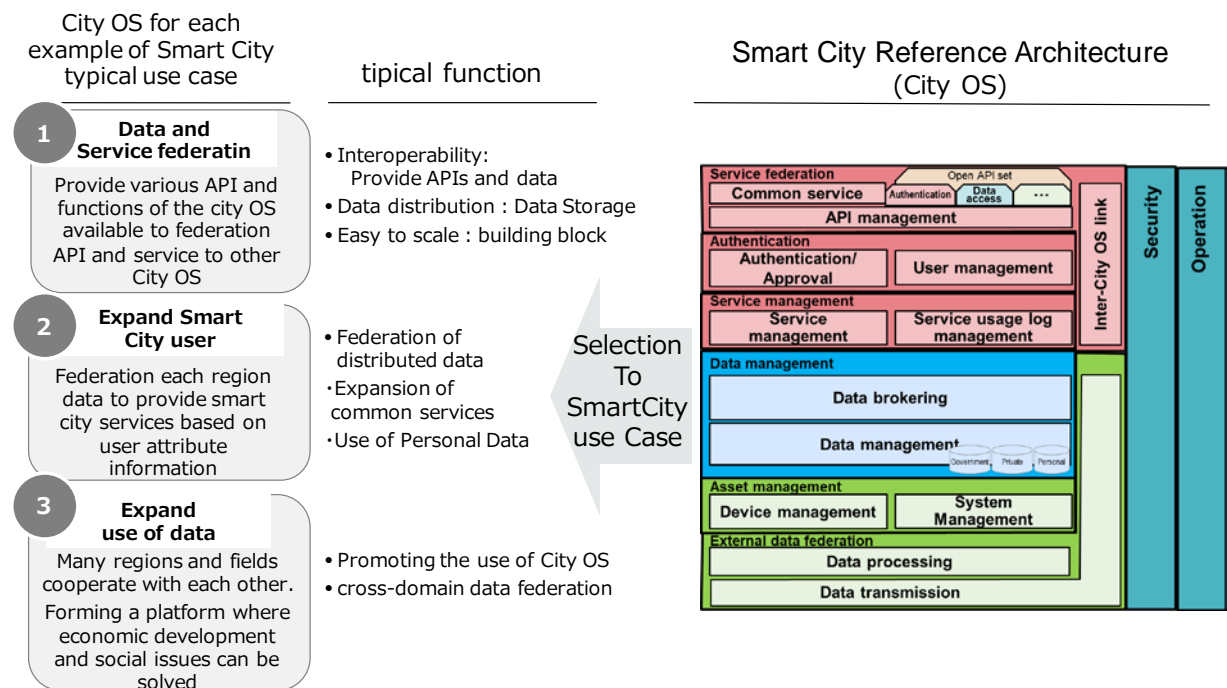 City OS for each
example of Smart City
typical use case
1
Data and
Service federatin
Provide various API and
functions of the city OS
available to federation
API and service to other
City OS
2
Expand Smart
City user
Federation each region
data to provide smart
city services based on
user attribute
information
3
Expand
use of data
Many regions and fields
cooperate with each other.
Forming a platform where
economic development
and social issues can be
solved
tipical function
• Interoperability:
Provide APIs and data
• Data distribution : Data Storage
• Easy to scale : building block
• Federation of
distributed data
・Expansion of
common services
・Use of Personal Data
• Promoting the use of City OS
• cross-domain data federation
Selection
To
SmartCity
use Case
Smart City Reference Architecture
(City OS)
Service federation
Open API set
Common service
Authentication
Data
access
...
API management
Authentication
Authentication/
Approval
User management
Service management
Service
management
Service usage log
management
Inter-City OS link
Data management
Data brokering
Data management
Government
Private
Personal
Asset management
Device management
System
Management
External data federation
Data processing
Data transmission
Security
Operation